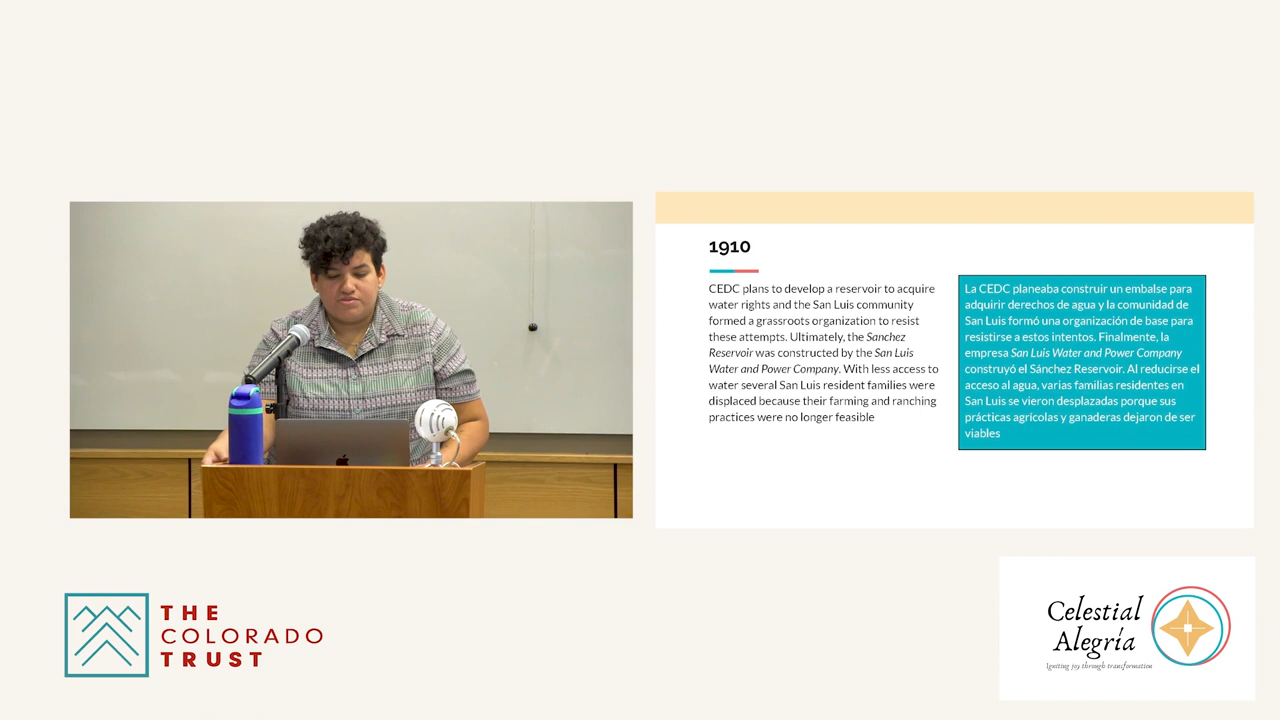 1910
CEDC plans to develop a reservoir to acquire
water rights and the San Luis community
formed a grassroots organization to resist
these attempts. Ultimately, the Sanchez
Reservoir was constructed by the San Luis
Water and Power Company. With less access to
water several San Luis resident families were
displaced because their farming and ranching
practices were no longer feasible
La CEDC planeaba construir un embalse para
adquirir derechos de agua y la comunidad de
San Luis formó una organización de base para
resistirse a estos intentos. Finalmente, la
empresa San Luis Water and Power Company
construyó el Sánchez Reservoir. Al reducirse el
acceso al agua, varias familias residentes en
San Luis se vieron desplazadas porque sus
prácticas agrícolas y ganaderas dejaron de ser
viables
THE
COLORADO
TRUST
Celestial
Alegría
Igniting joy through transformation